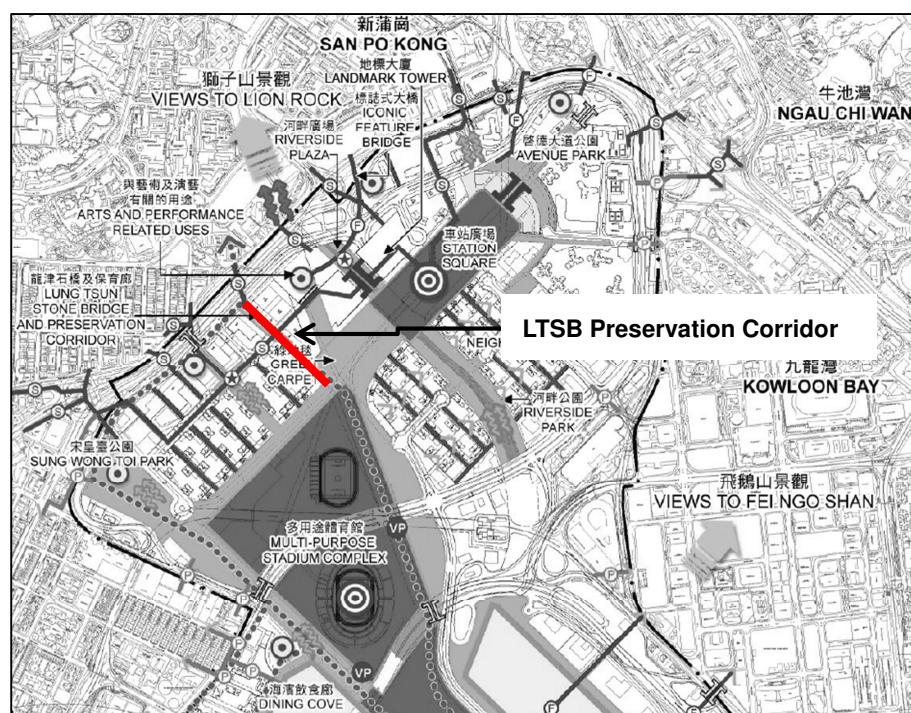 新蒲崗
SAN PO KONG
地標大廈
LANDMARK TOWER
標誌式大橋
ICONIC
FEATURE
BRIDGE
獅子山景觀
VIEWS TO LION ROCK
河畔廣場
RIVERSIDE
PLAZA
牛池灣
NGAU CHI WAN
啓德大道公園
AVENUE PARK
與藝術及演藝
有關的用途
ARTS AND PERFORMANCE
RELATED USES
車站廣場
STATION
SQUARE
龍津石橋及保育廊
LUNG TSUN
STONE BRIDGE
AND PRESERVATION
CORRIDOR
LTSB Preservation Corridor
GREEN
CARPET
九龍灣
KOWLOON BAY
河畔公園
RIVERSIDE
PARK
宋皇臺公園
SUNG WONG TOI PARK
飛鵝山景觀
VIEWS TO FEI NGO SHAN
多用途體育館
MULTI-PURPOSE
STADIUM COMPLEX
VP
VP
海濱飲食廊
DINING COVE